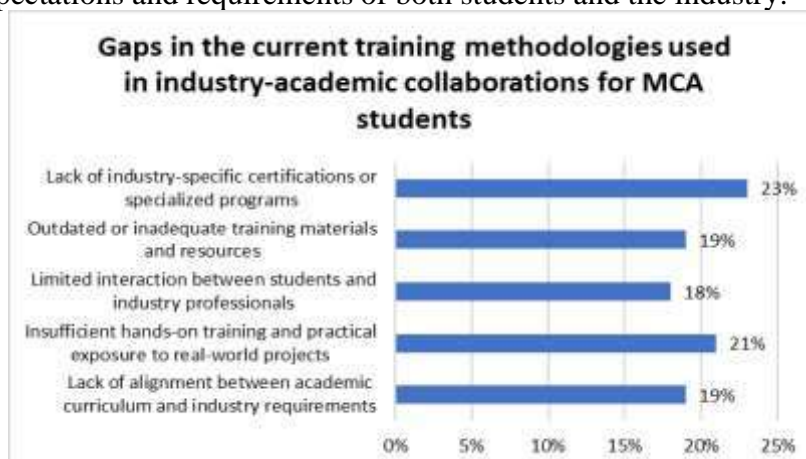 expectations and requirements of both students and the industry.
Gaps in the current training methodologies used
in industry-academic collaborations for MCA
students
Lack of industry-specific certifications or
specialized programs
23%
Outdated or inadequate training materials
and resources
19%
Limited interaction between students and
industry professionals
18%
Insufficient hands-on training and practical
exposure to real-world projects
21%
Lack of alignment between academic
curriculum and industry requirements
19%
0% 5% 10% 15% 20% 25%